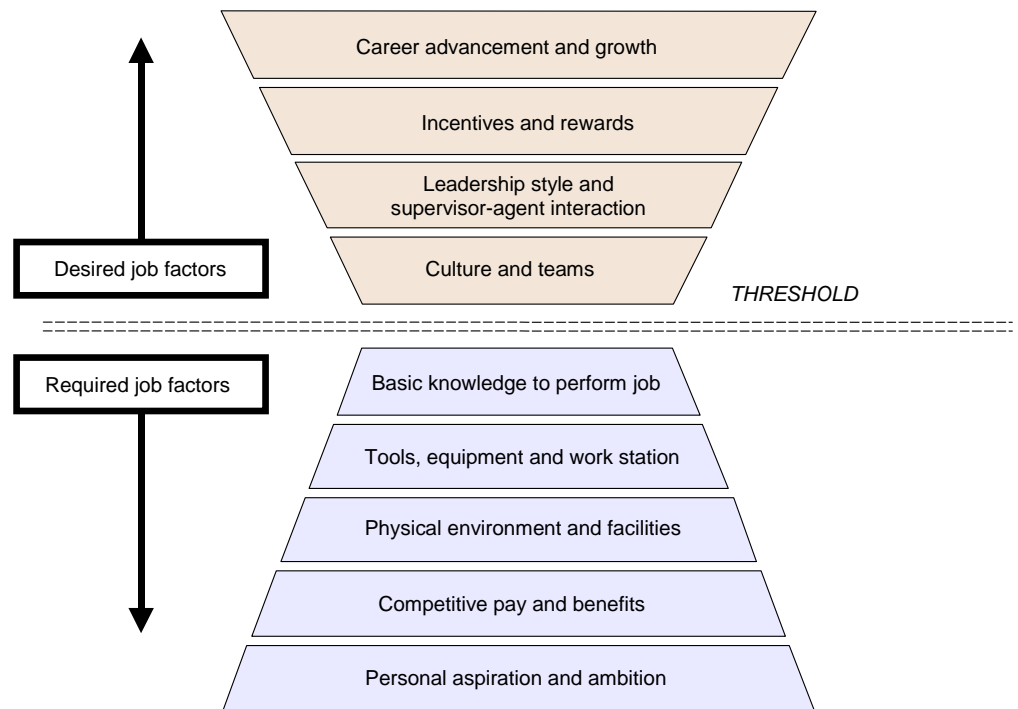 Career advancement and growth
Incentives and rewards
Leadership style and
supervisor-agent interaction
Desired job factors
Culture and teams
THRESHOLD
Required job factors
Basic knowledge to perform job
Tools, equipment and work station
Physical environment and facilities
Competitive pay and benefits
Personal aspiration and ambition